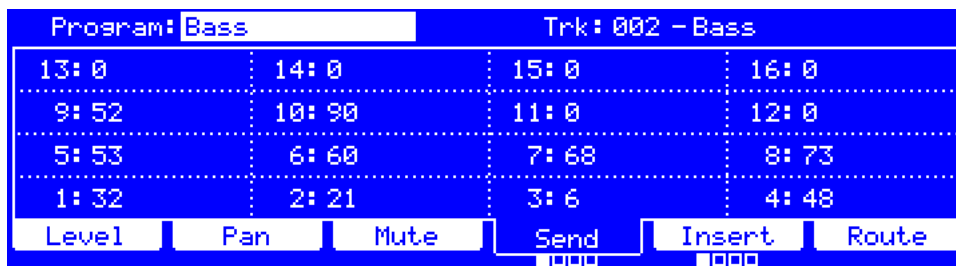 Program: Bass Trk: 002 - Bass
13: 0 14: 0 15: 0 16: 0
9: 52 10: 90 11: 0 12: 0
5: 53 6: 60 7: 68 8: 73
1: 32 2: 21 3: 6 4: 48
Level Pan Mute Send Insert Route